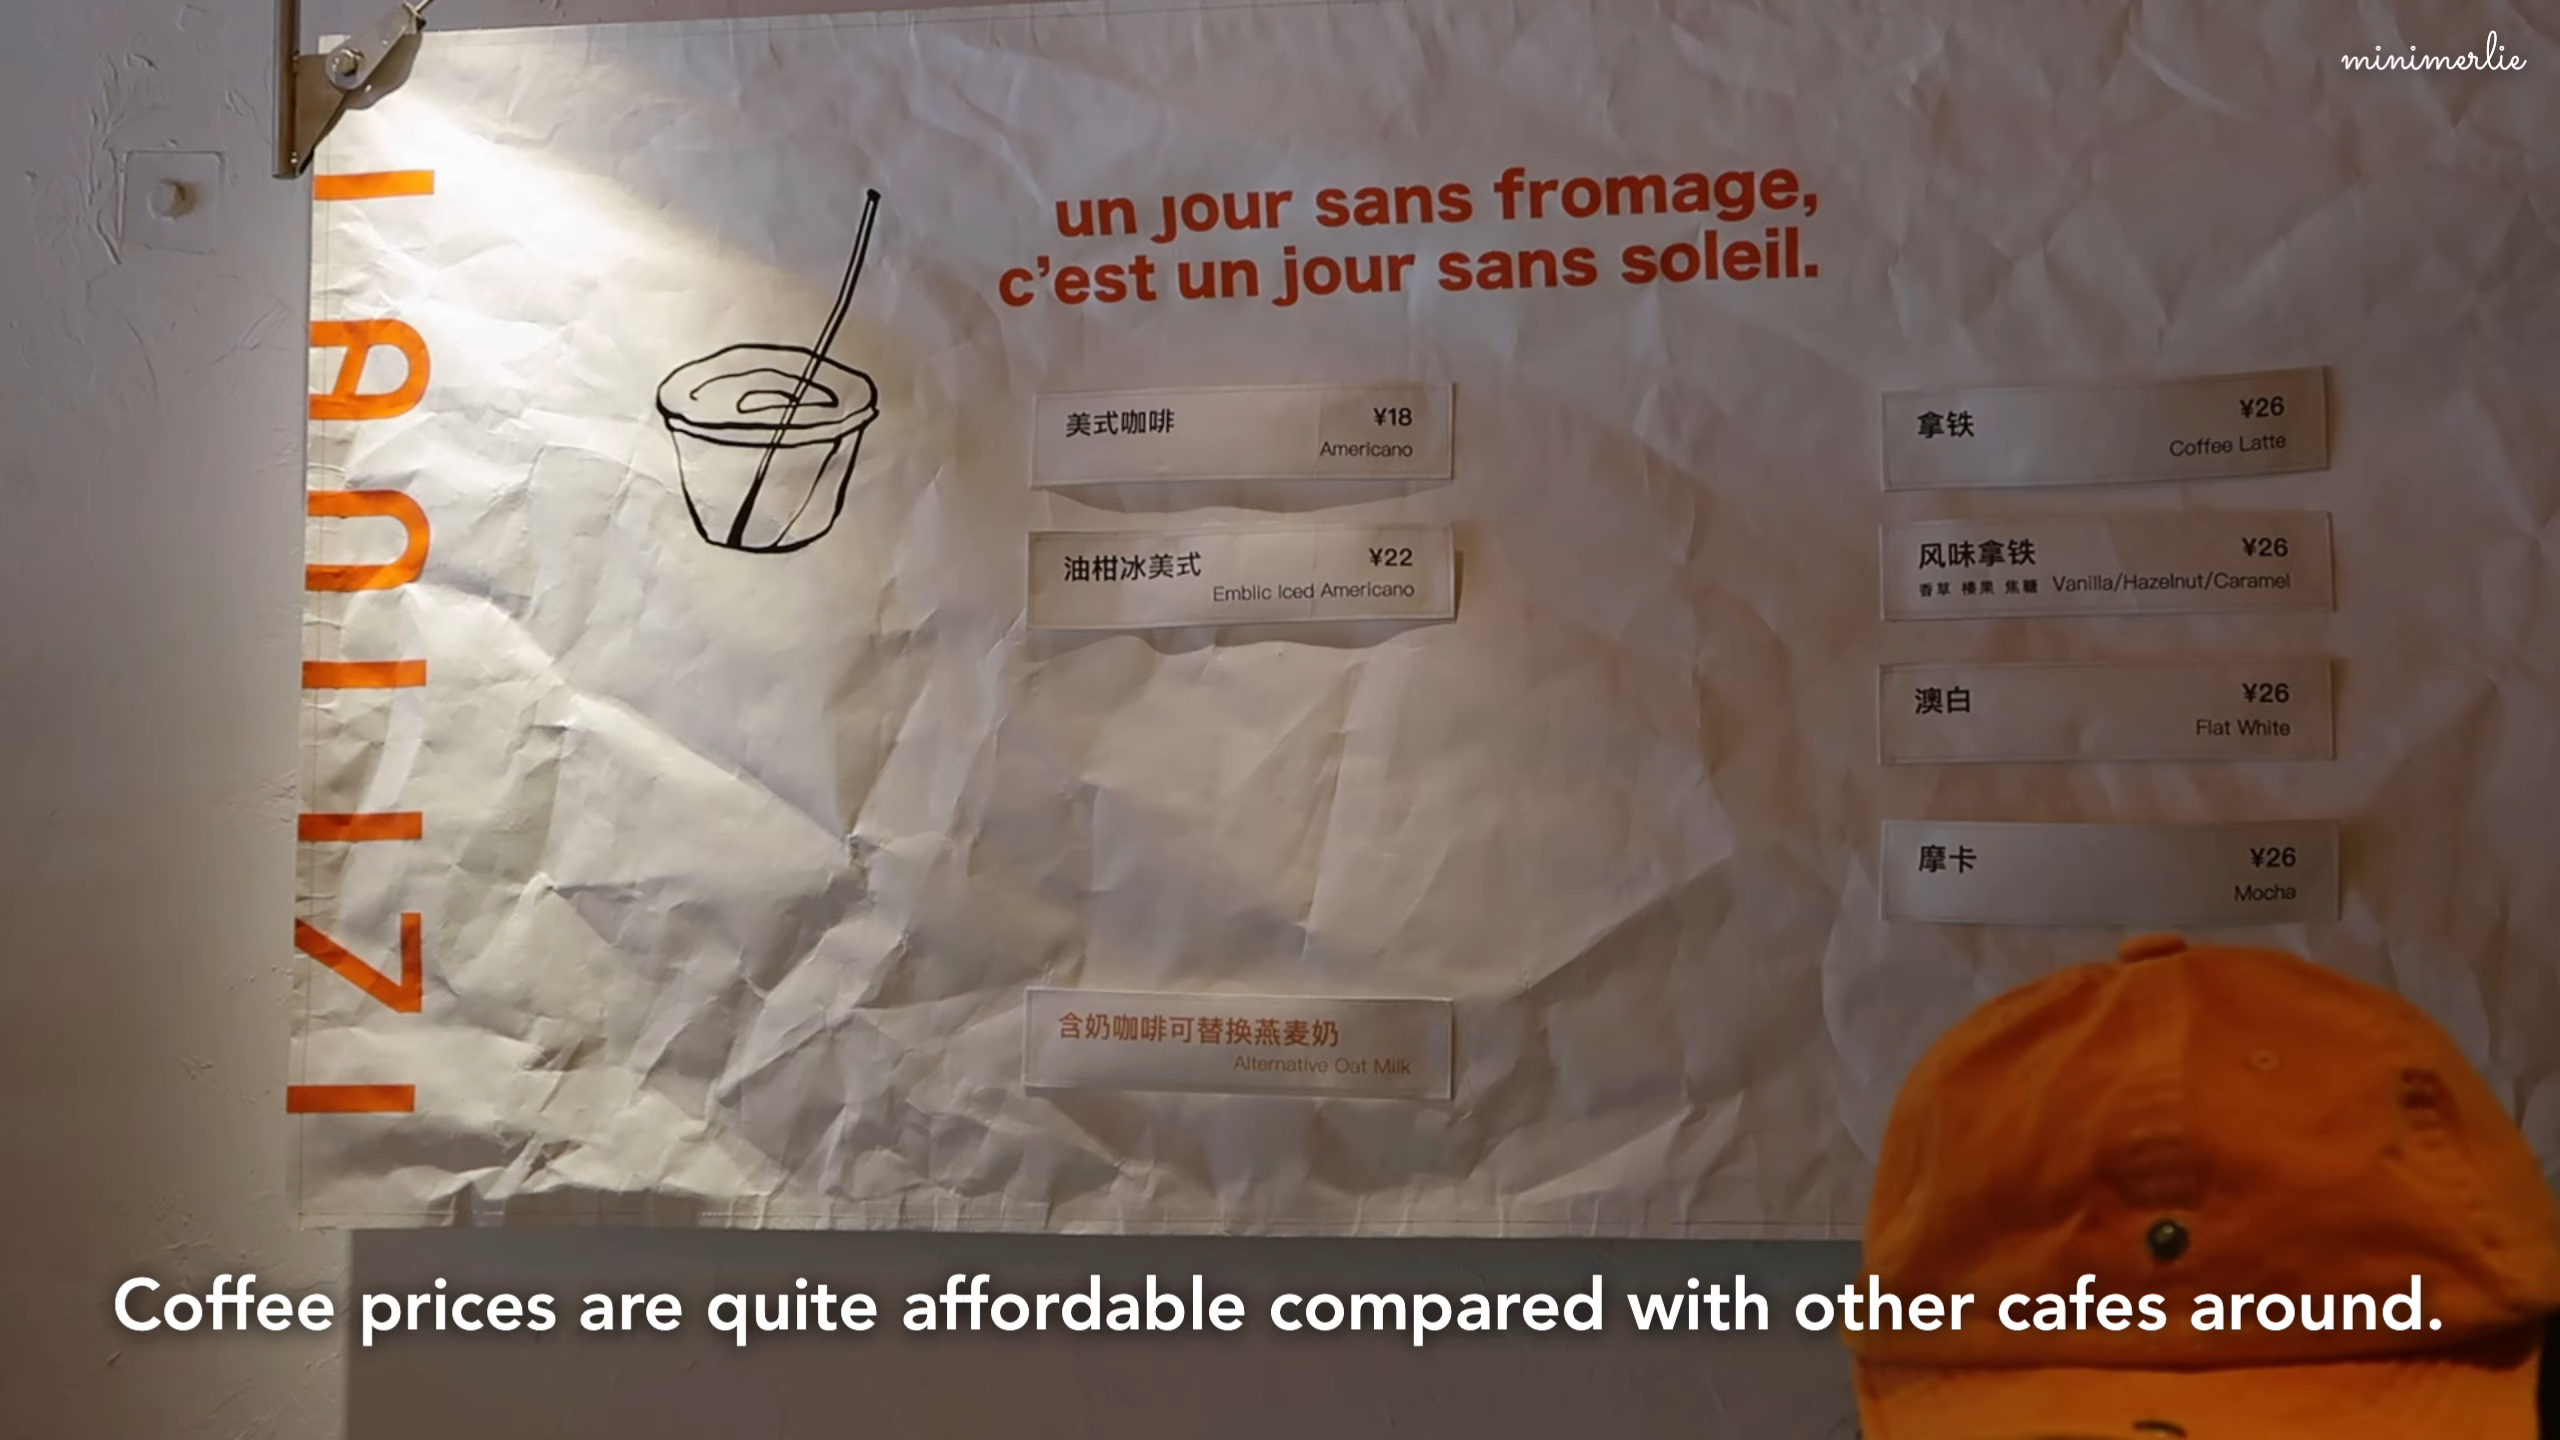 minimerlie
un jour sans fromage,
c'est un jour sans soleil.
美式咖啡 ¥18
Americano
油柑冰美式 ¥22
Emblic Iced Americano
含奶咖啡可替换燕麦奶
Alternative Oat Milk
拿铁 ¥26
Coffee Latte
风味拿铁 ¥26
香草 榛果 焦糖 Vanilla/Hazelnut/Caramel
澳白 ¥26
Flat White
摩卡 ¥26
Mocha
Coffee prices are quite affordable compared with other cafes around.